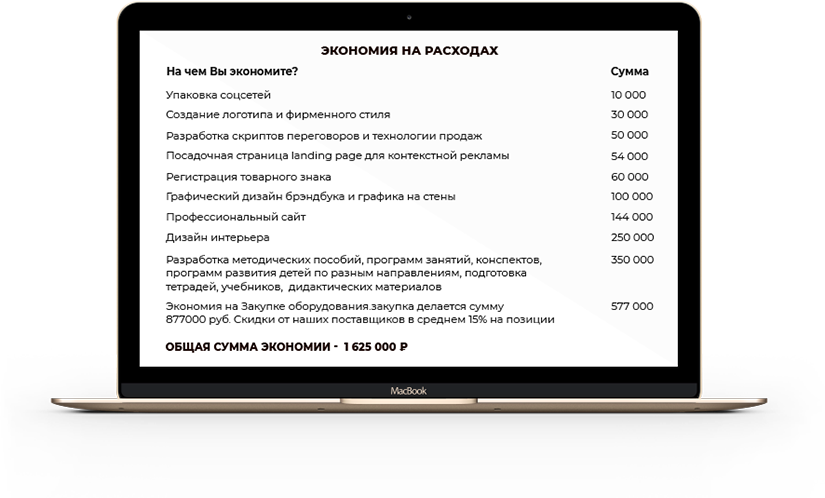 ЭКОНОМИЯ НА РАСХОДАХ
На чем Вы экономите? Сумма
Упаковка соцсетей 10 000
Создание логотипа и фирменного стиля 30 000
Разработка скриптов переговоров и технологии продаж 50 000
Посадочная страница landing page для контекстной рекламы 54 000
Регистрация товарного знака 60 000
Графический дизайн брэндбука и графика на стены 100 000
Профессиональный сайт 144 000
Дизайн интерьера 250 000
Разработка методических пособий, программ занятий, конспектов, 350 000
программ развития детей по разным направлениям, подготовка
тетрадей, учебников, дидактических материалов
Экономия на Закупке оборудования.закупка делается сумму 577 000
877000 руб. Скидки от наших поставщиков в среднем 15% на позиции
ОБЩАЯ СУММА ЭКОНОМИИ - 1 625 000 ₽
MacBook